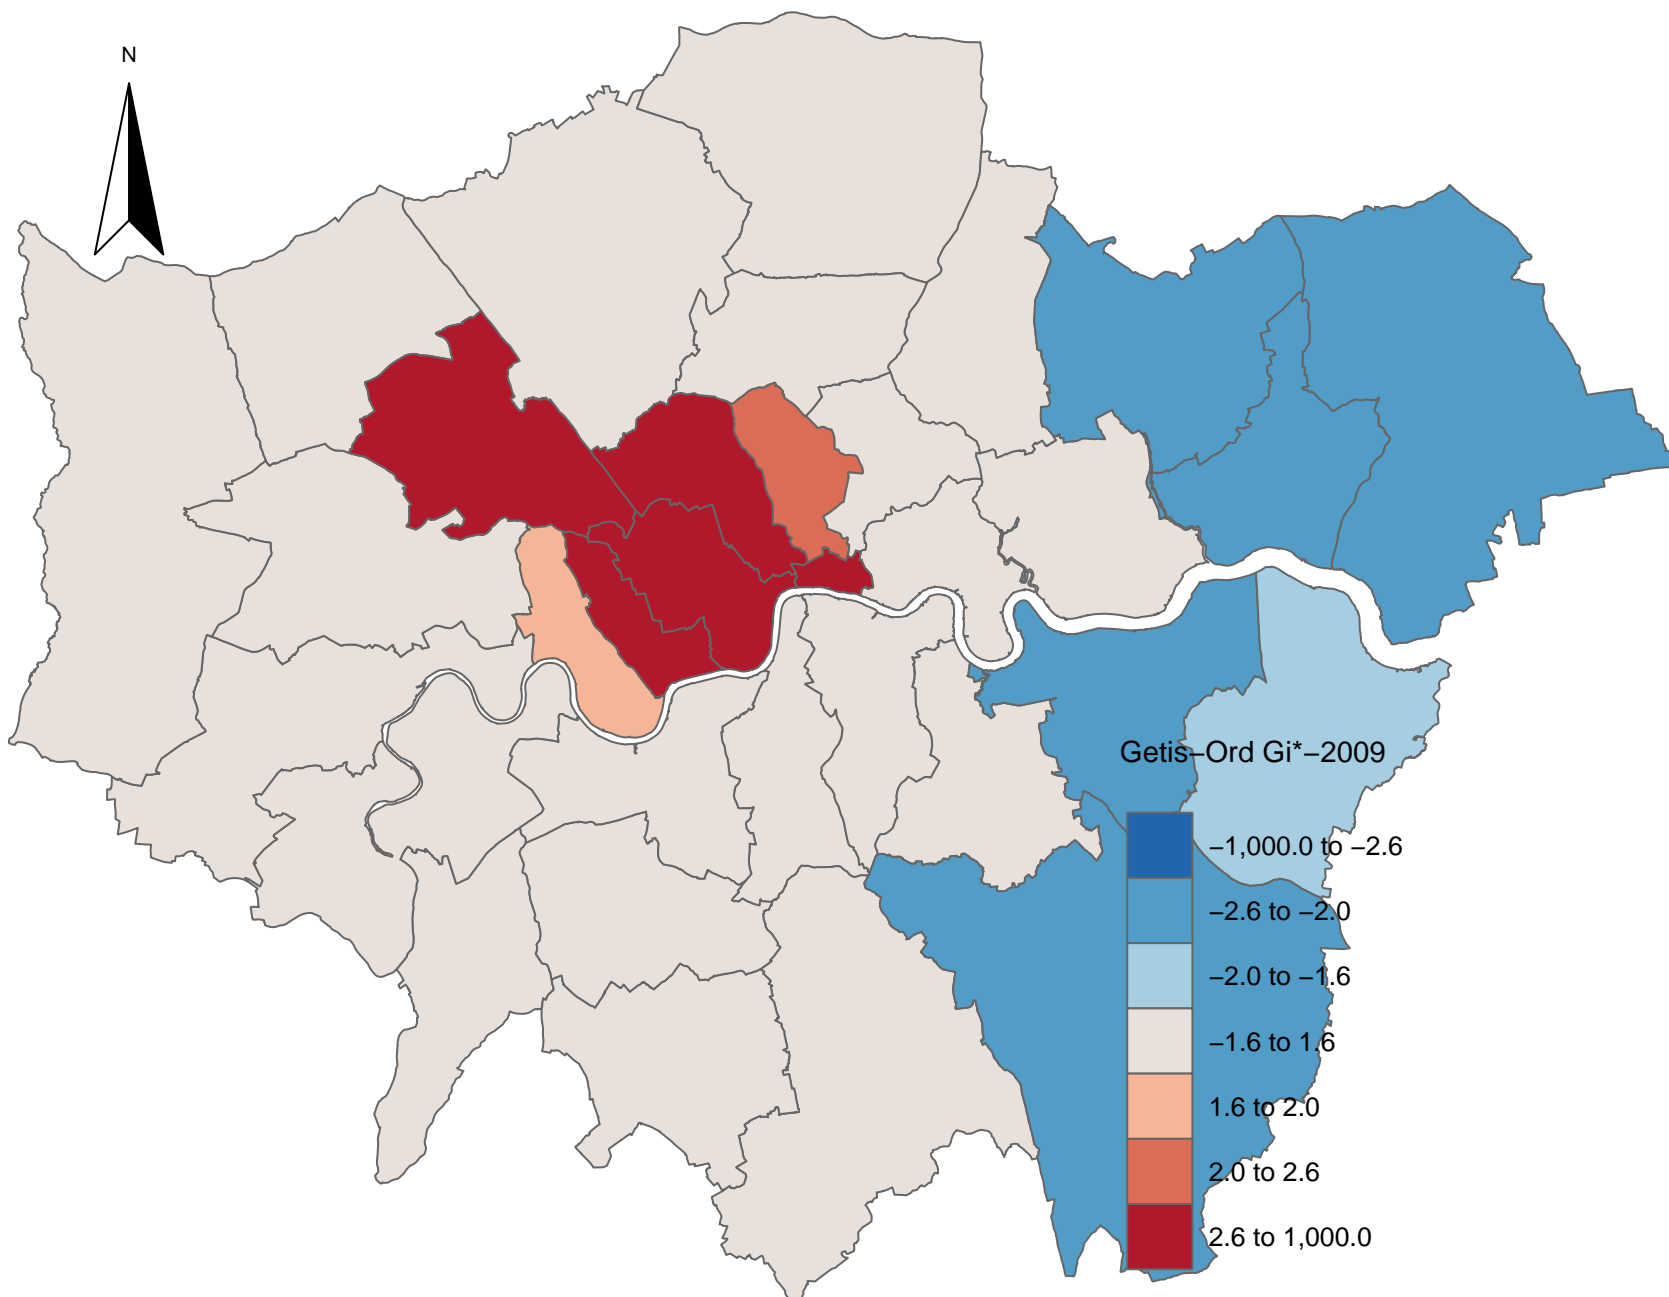 N
Getis−Ord Gi*−2009
−1,000.0 to −2.6
−2.6 to −2.0
−2.0 to −1.6
−1.6 to 1.6
1.6 to 2.0
2.0 to 2.6
2.6 to 1,000.0